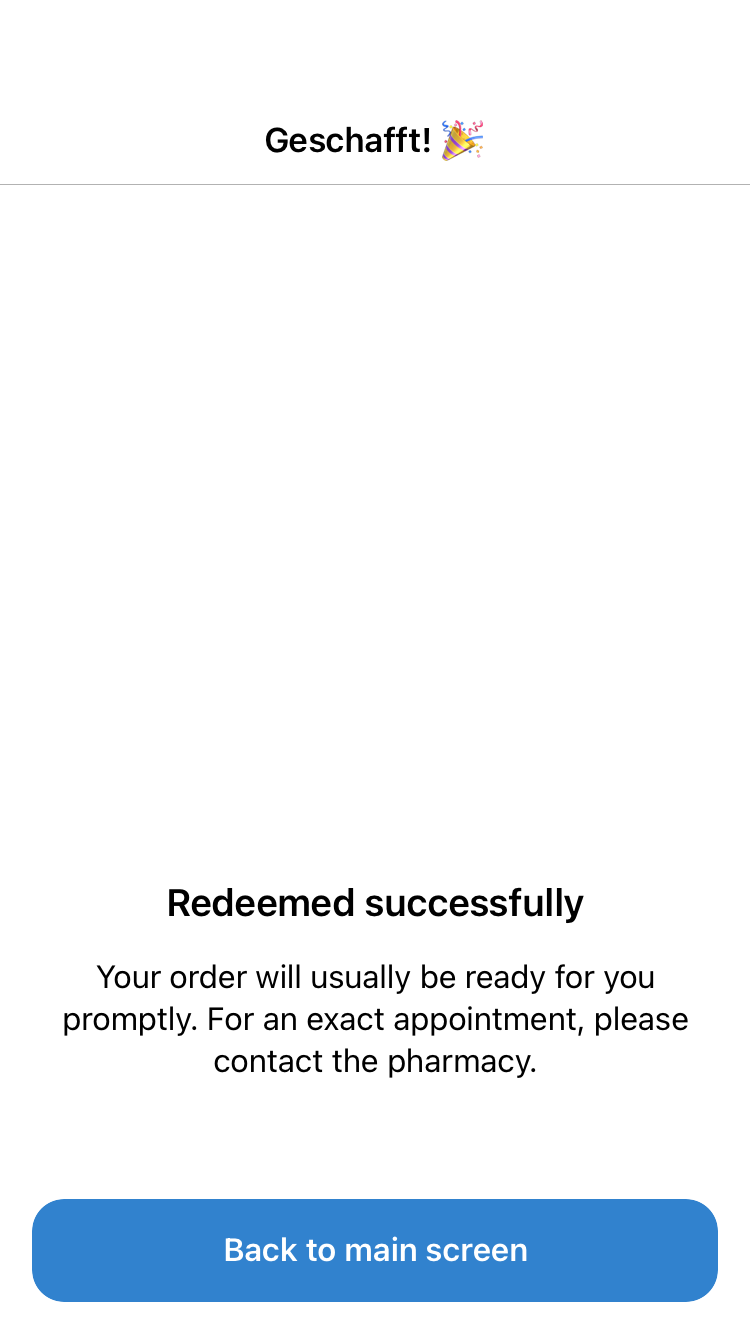 Geschafft! 🎉
Redeemed successfully
Your order will usually be ready for you
promptly. For an exact appointment, please
contact the pharmacy.
Back to main screen